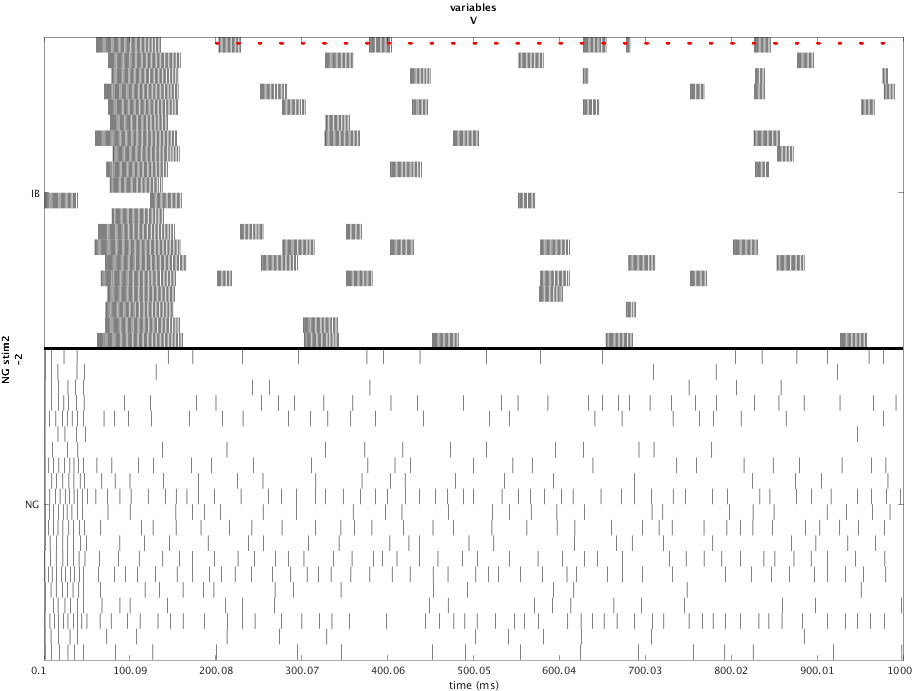 variables
V
IB
NG stim2
-2
NG
0.1
100.09
200.08
300.07
400.06
500.05
600.04
700.03
800.02
900.01
1000
time (ms)